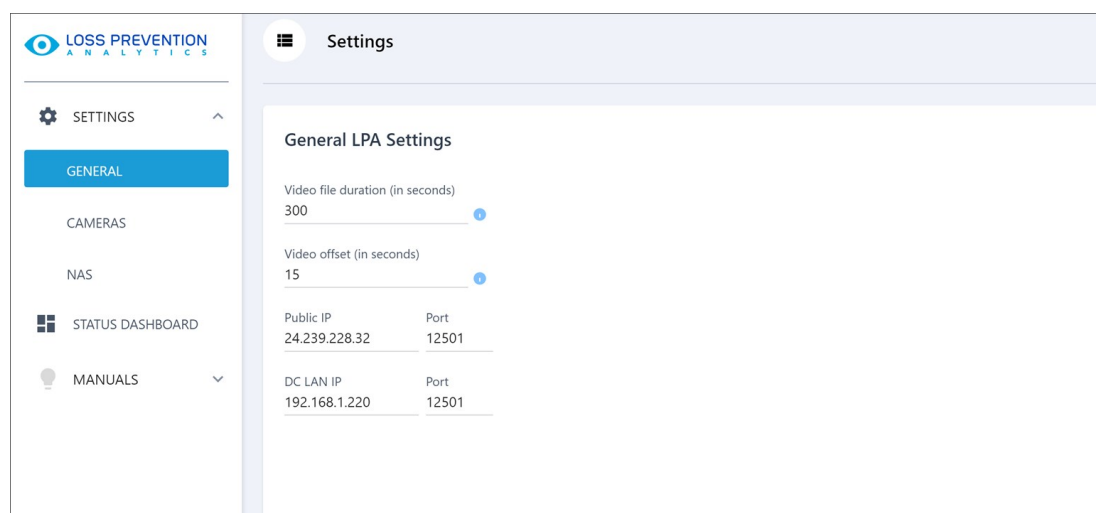 LOSS PREVENTION
ANALYTICS
SETTINGS
GENERAL
CAMERAS
NAS
STATUS DASHBOARD
MANUALS
Settings
General LPA Settings
Video file duration (in seconds)
300
Video offset (in seconds)
15
Public IP Port
24.239.228.32 12501
DC LAN IP Port
192.168.1.220 12501